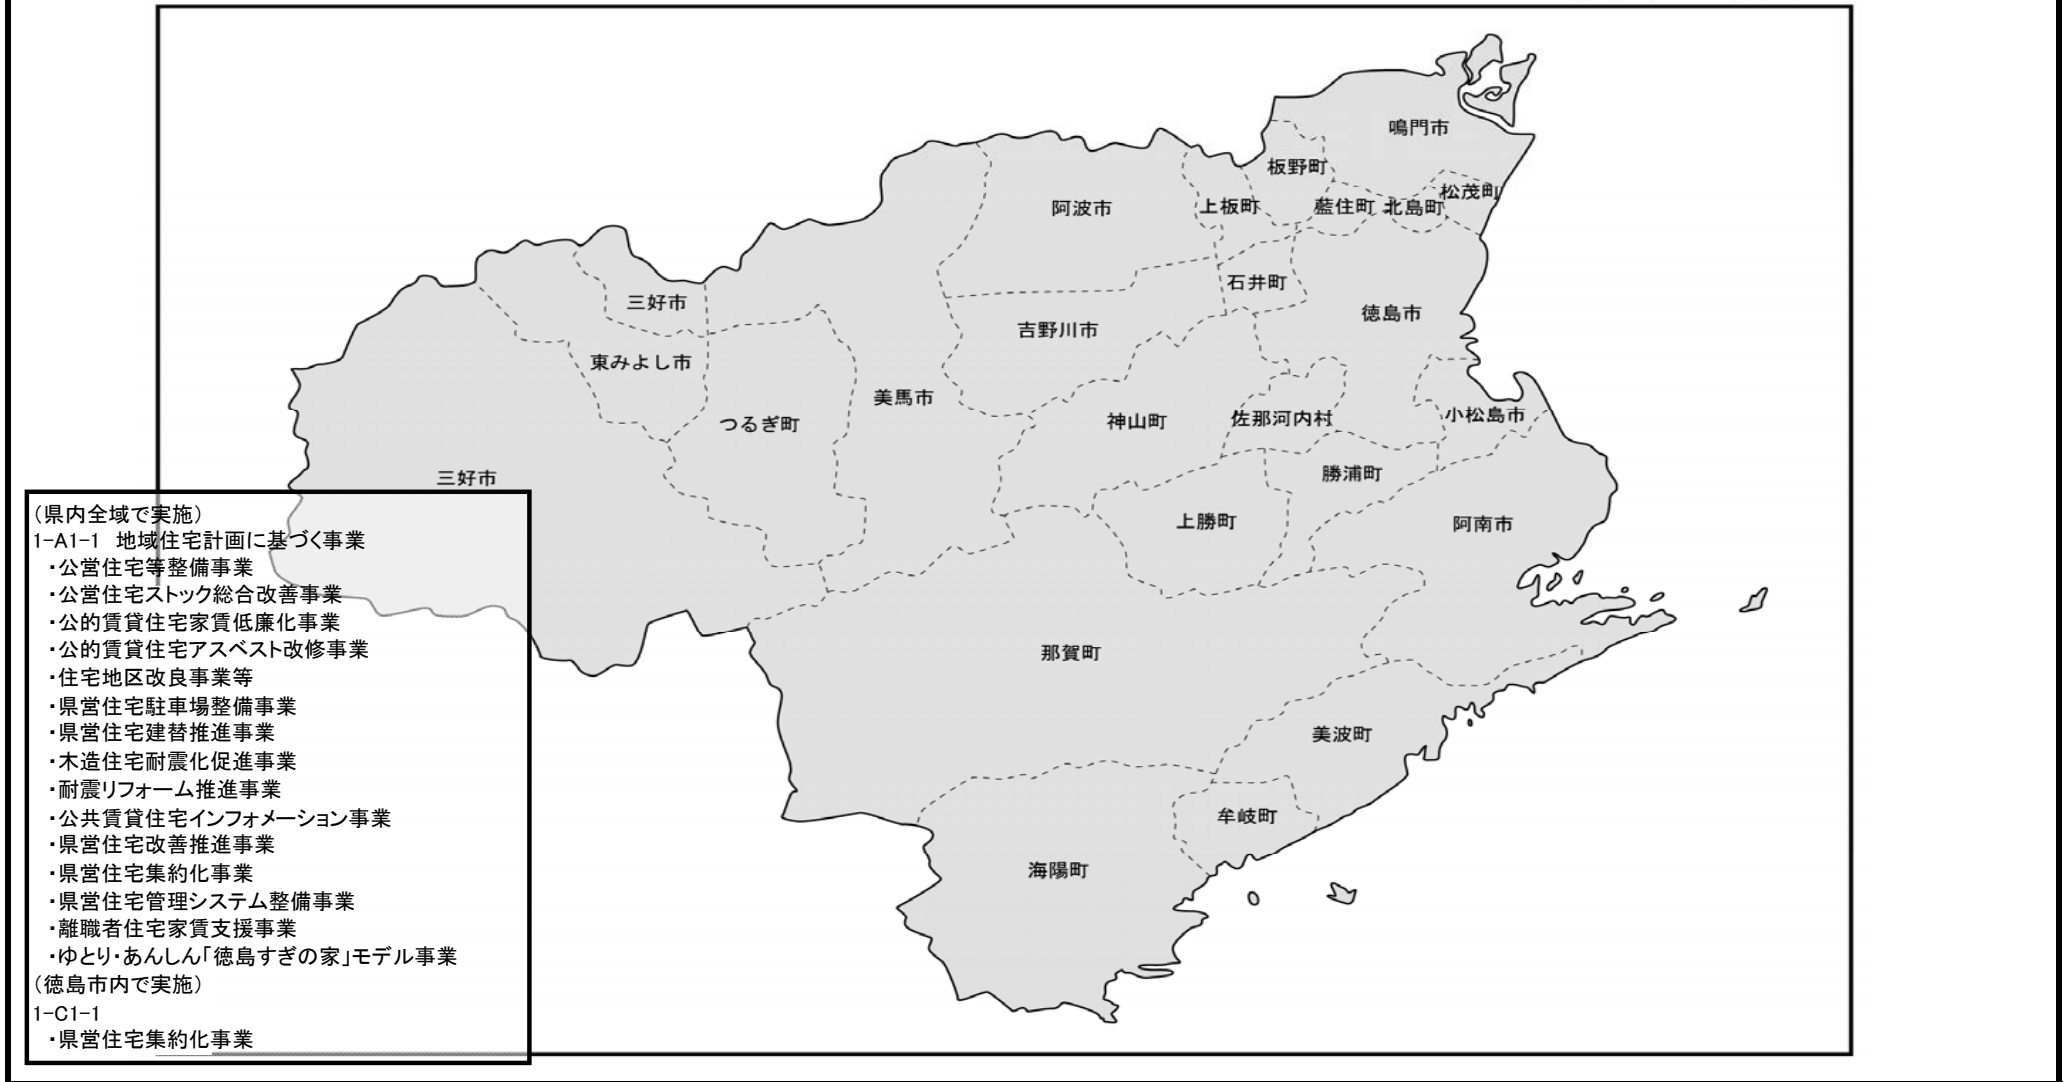 鳴門市
板野町
松茂町
阿波市
上板町
藍住町
北島町
石井町
三好市
徳島市
吉野川市
東みよし市
美馬市
小松島市
つるぎ町
神山町
佐那河内村
勝浦町
三好市
上勝町
阿南市
那賀町
美波町
牟岐町
海陽町
（県内全域で実施）
1-A1-1 地域住宅計画に基づく事業
・公営住宅等整備事業
・公営住宅ストック総合改善事業
・公的賃貸住宅家賃低廉化事業
・公的賃貸住宅アスベスト改修事業
・住宅地区改良事業等
・県営住宅駐車場整備事業
・県営住宅建替推進事業
・木造住宅耐震化促進事業
・耐震リフォーム推進事業
・公共賃貸住宅インフォメーション事業
・県営住宅改善推進事業
・県営住宅集約化事業
・県営住宅管理システム整備事業
・離職者住宅家賃支援事業
・ゆとり・あんしん「徳島すぎの家」モデル事業
（徳島市内で実施）
1-C1-1
・県営住宅集約化事業